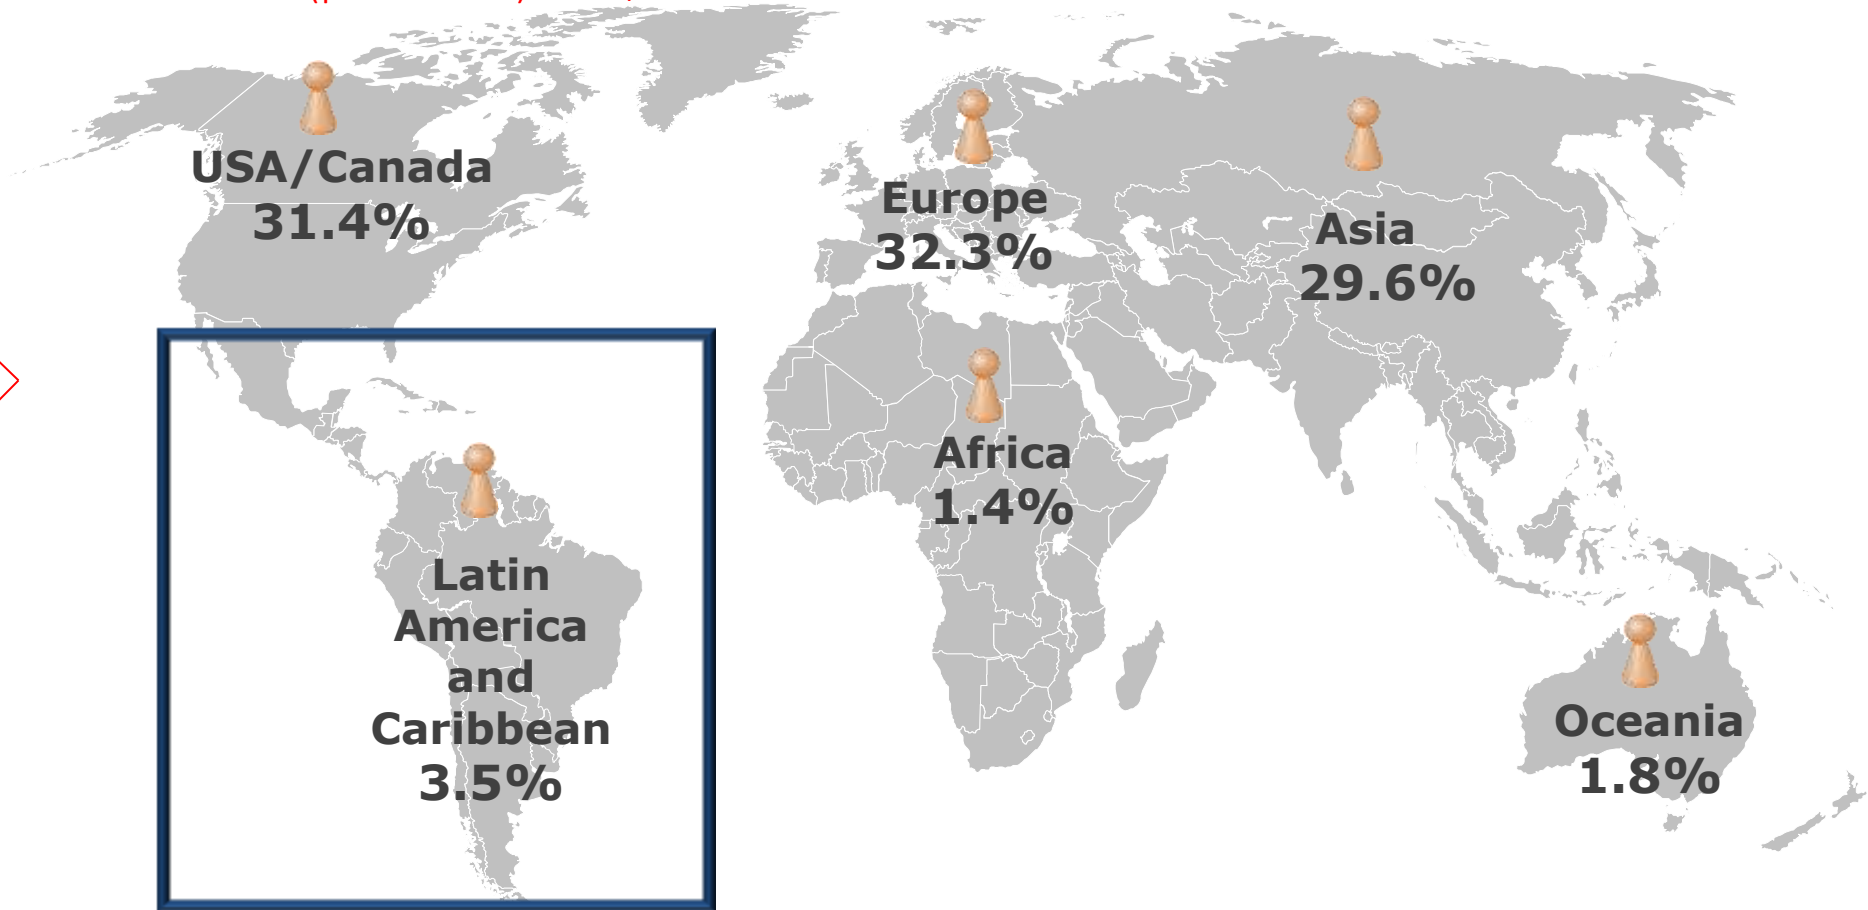 USA/Canada
31.4%
Europe
32.3%
Asia
29.6%
Africa
1.4%
Latin
America
and
Caribbean
3.5%
Oceania
1.8%